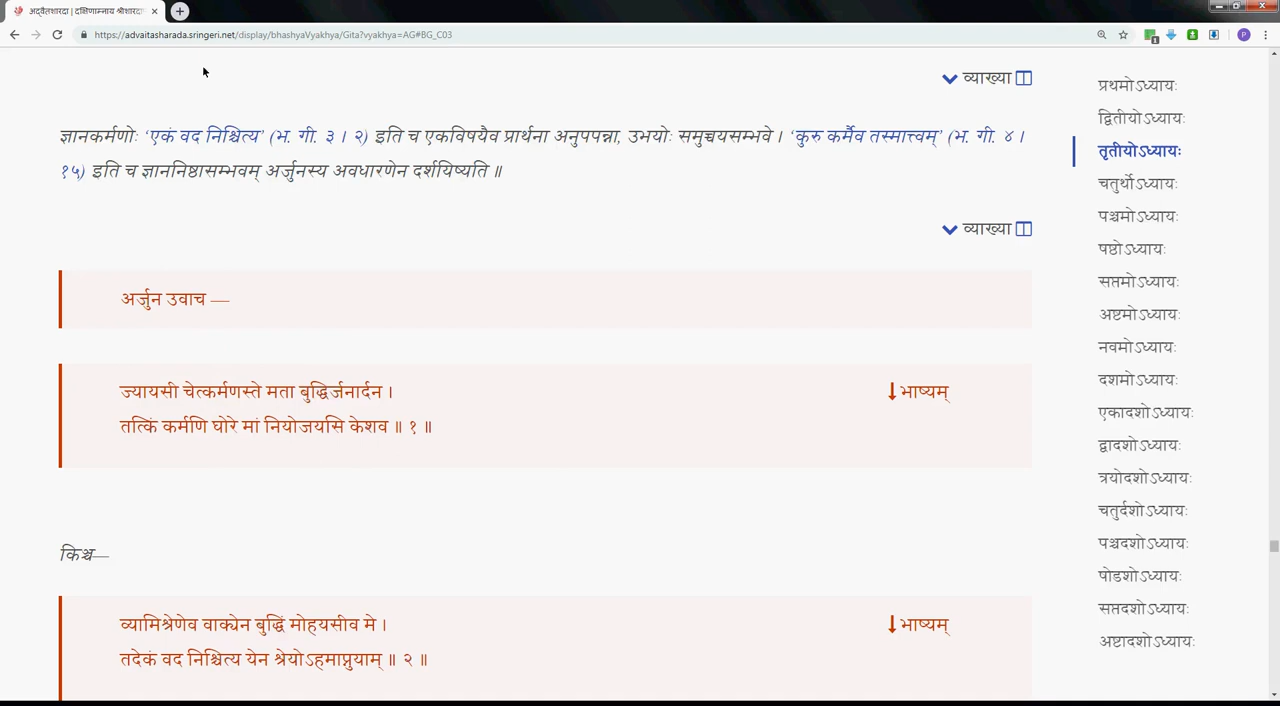 अद्वैतशारदा | दक्षिणाम्नाय श्रीशारदा
https://advaitasharada.sringeri.net/display/bhashyaVyakhya/Gita?vyakhya=AG#BG_C03
व्याख्या
ज्ञानकर्मणोः ‘एकं वद निश्चित्य’ (भ. गी. ३ । २) इति च एकविषयैव प्रार्थना अनुपपन्ना, उभयोः समुच्चयसम्भवे । ‘कुरु कर्मैव तस्मात्त्वम्’ (भ. गी. ४ ।
१५) इति च ज्ञाननिष्ठासम्भवम् अर्जुनस्य अवधारणेन दर्शयिष्यति ॥
व्याख्या
अर्जुन उवाच —
ज्यायसी चेत्कर्मणस्ते मता बुद्धिर्जनार्दन ।
भाष्यम्
तत्किं कर्मणि घोरे मां नियोजयसि केशव ॥ १ ॥
किञ्च—
व्यामिश्रेणेव वाक्येन बुद्धिं मोहयसीव मे ।
भाष्यम्
तदेकं वद निश्चित्य येन श्रेयोऽहमाप्नुयाम् ॥ २ ॥
प्रथमोऽध्यायः
द्वितीयोऽध्यायः
तृतीयोऽध्यायः
चतुर्थोऽध्यायः
पञ्चमोऽध्यायः
षष्ठोऽध्यायः
सप्तमोऽध्यायः
अष्टमोऽध्यायः
नवमोऽध्यायः
दशमोऽध्यायः
एकादशोऽध्यायः
द्वादशोऽध्यायः
त्रयोदशोऽध्यायः
चतुर्दशोऽध्यायः
पञ्चदशोऽध्यायः
षोडशोऽध्यायः
सप्तदशोऽध्यायः
अष्टादशोऽध्यायः